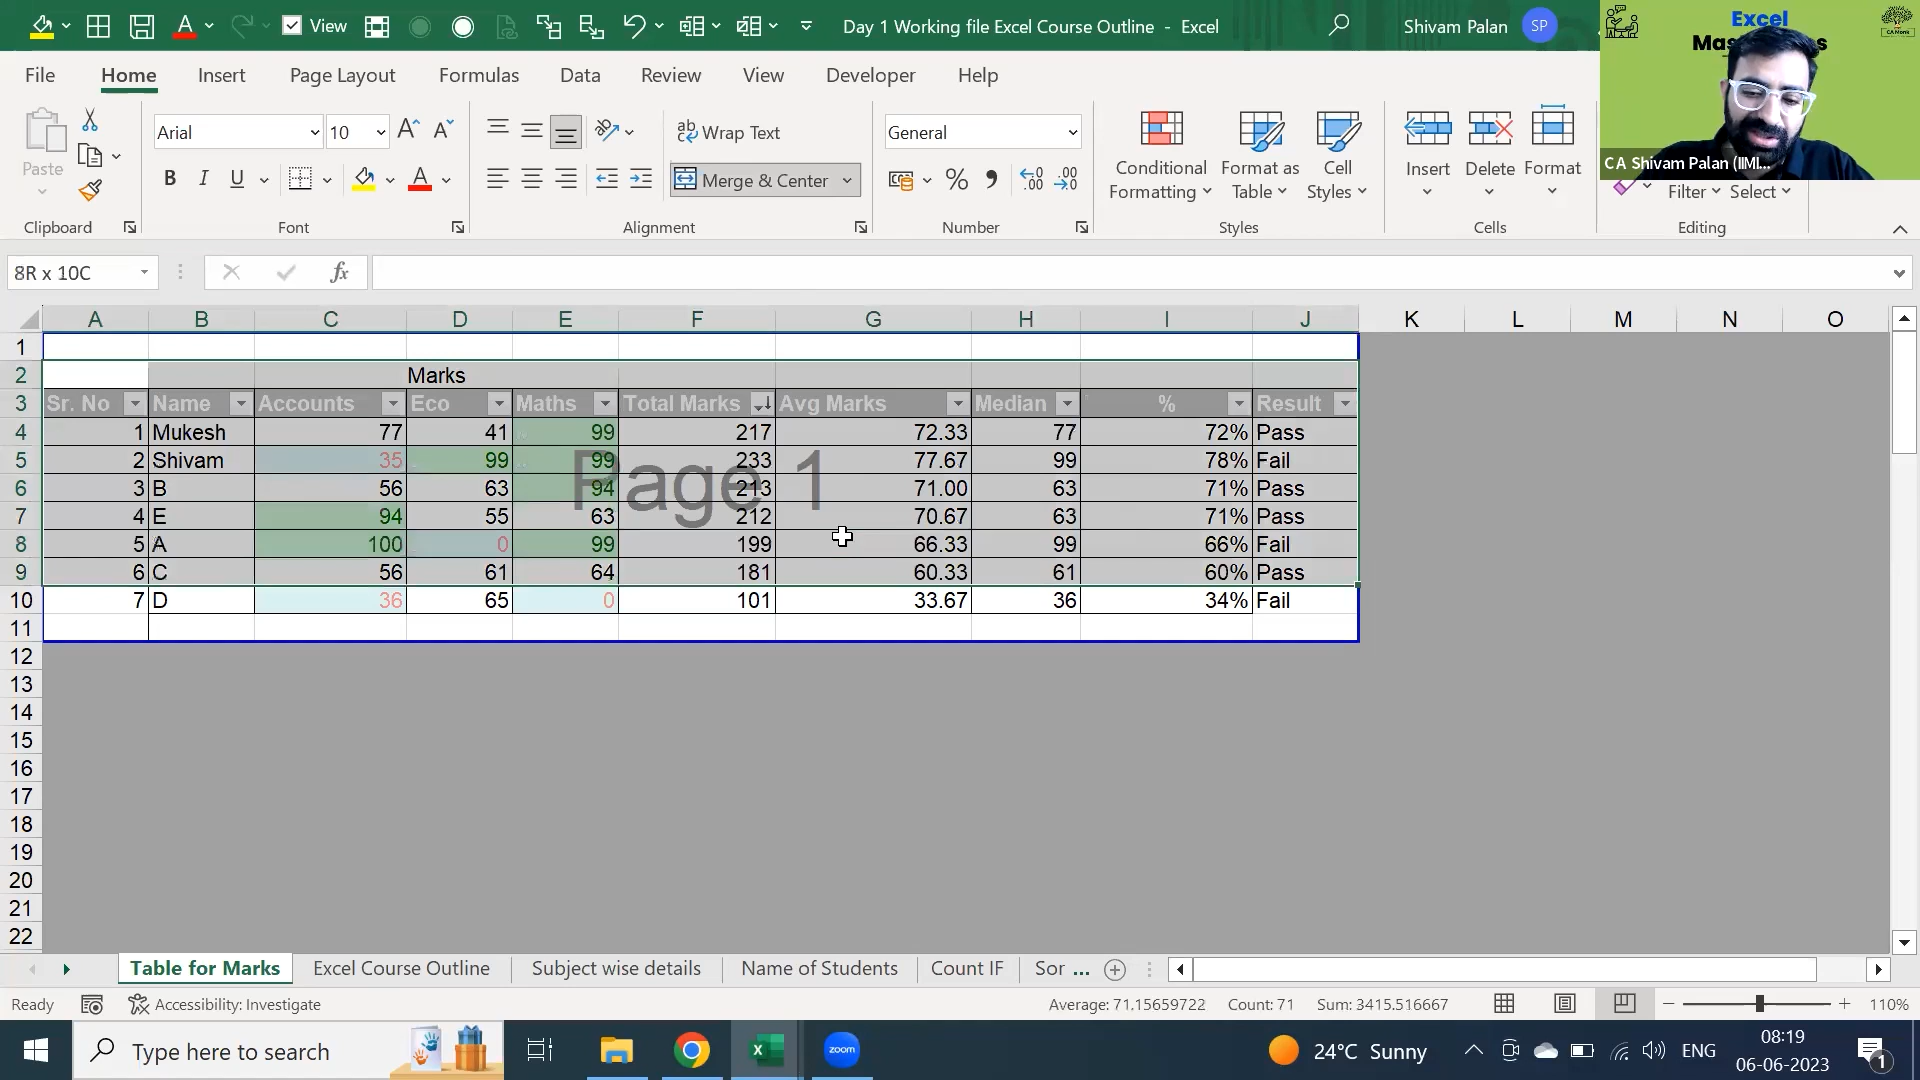 View
Day 1 Working file Excel Course Outline - Excel
Shivam Palan
SP
Excel
CA Monk
CA Shivam Palan (IIMI...
File Home Insert Page Layout Formulas Data Review View Developer Help
Paste
Clipboard
Arial 10
B I U
Font
Wrap Text
Merge & Center
Alignment
General
Number
Conditional Formatting
Format as Table
Cell Styles
Styles
Insert Delete Format
Cells
Filter Select
Editing
8R x 10C
fx
A B C D E F G H I J K L M N O
1
2 Marks
3 Sr. No Name Accounts Eco Maths Total Marks Avg Marks Median % Result
4 1 Mukesh 77 41 99 217 72.33 77 72% Pass
5 2 Shivam 35 99 99 233 77.67 99 78% Fail
6 3 B 56 63 94 213 71.00 63 71% Pass
7 4 E 94 55 63 212 70.67 63 71% Pass
8 5 A 100 0 99 199 66.33 99 66% Fail
9 6 C 56 61 64 181 60.33 61 60% Pass
10 7 D 36 65 0 101 33.67 36 34% Fail
Page 1
11
12
13
14
15
16
17
18
19
20
21
22
Table for Marks Excel Course Outline Subject wise details Name of Students Count IF Sor ...
Ready Accessibility: Investigate Average: 71.15659722 Count: 71 Sum: 3415.516667 110%
Type here to search
zoom
24°C Sunny
ENG
08:19
06-06-2023
1